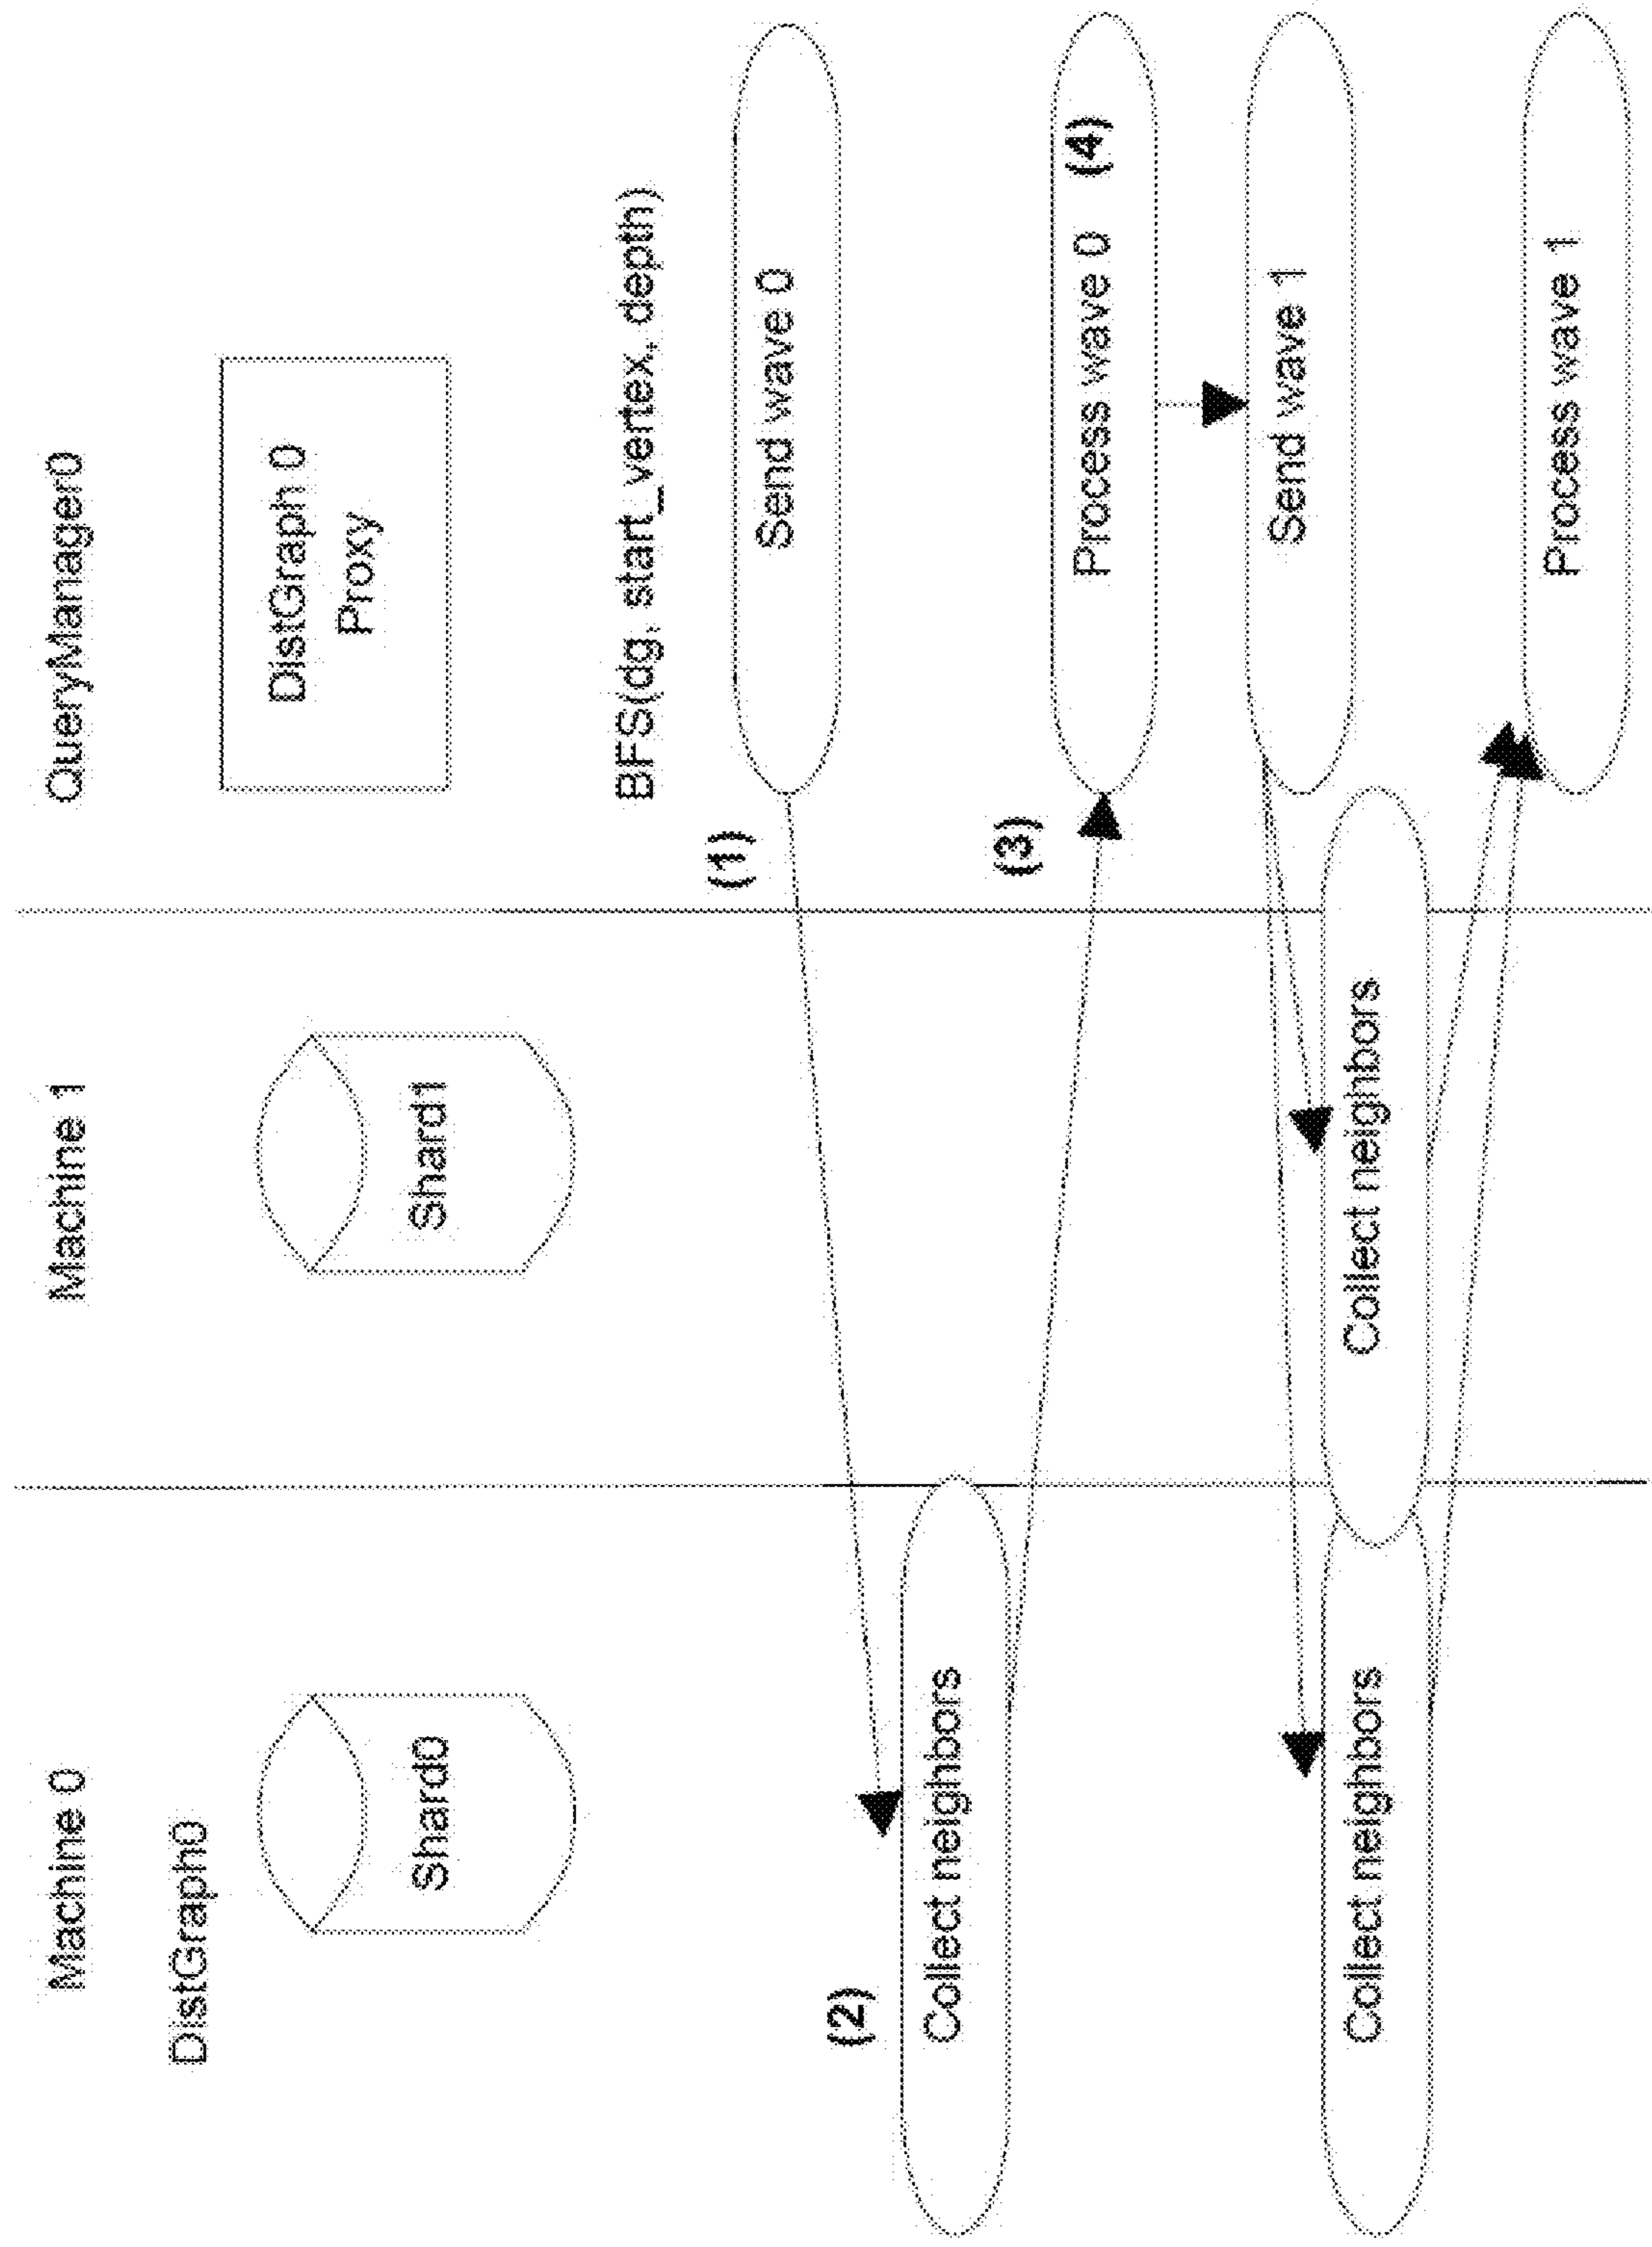 Machine 0
Machine 1
QueryManager0
DistGraph0
Shard0
Shard1
DistGraph 0
Proxy
BFS(dg, start_vertex, depth)
(1)
Send wave 0
(2)
Collect neighbors
(3)
Process wave 0 (4)
Send wave 1
Collect neighbors
Collect neighbors
Process wave 1